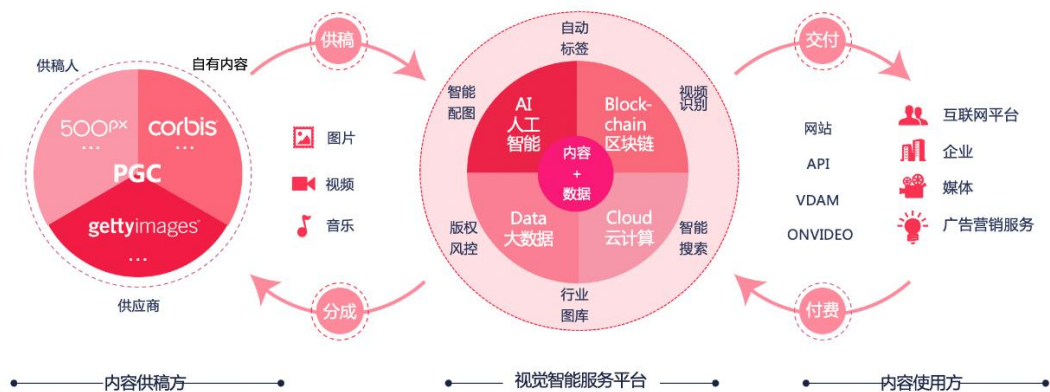 供稿人
自有内容
500px
...
corbis
...
PGC
gettyimages
...
供应商
供稿
图片
视频
音乐
分成
自动
标签
智能
配图
视频
识别
AI
人工
智能
Block-
chain
区块链
内容
+
数据
Data
大数据
Cloud
云计算
版权
风控
智能
搜索
行业
图库
交付
网站
API
VDAM
ONVIDEO
互联网平台
企业
媒体
广告营销服务
付费
内容供稿方
视觉智能服务平台
内容使用方